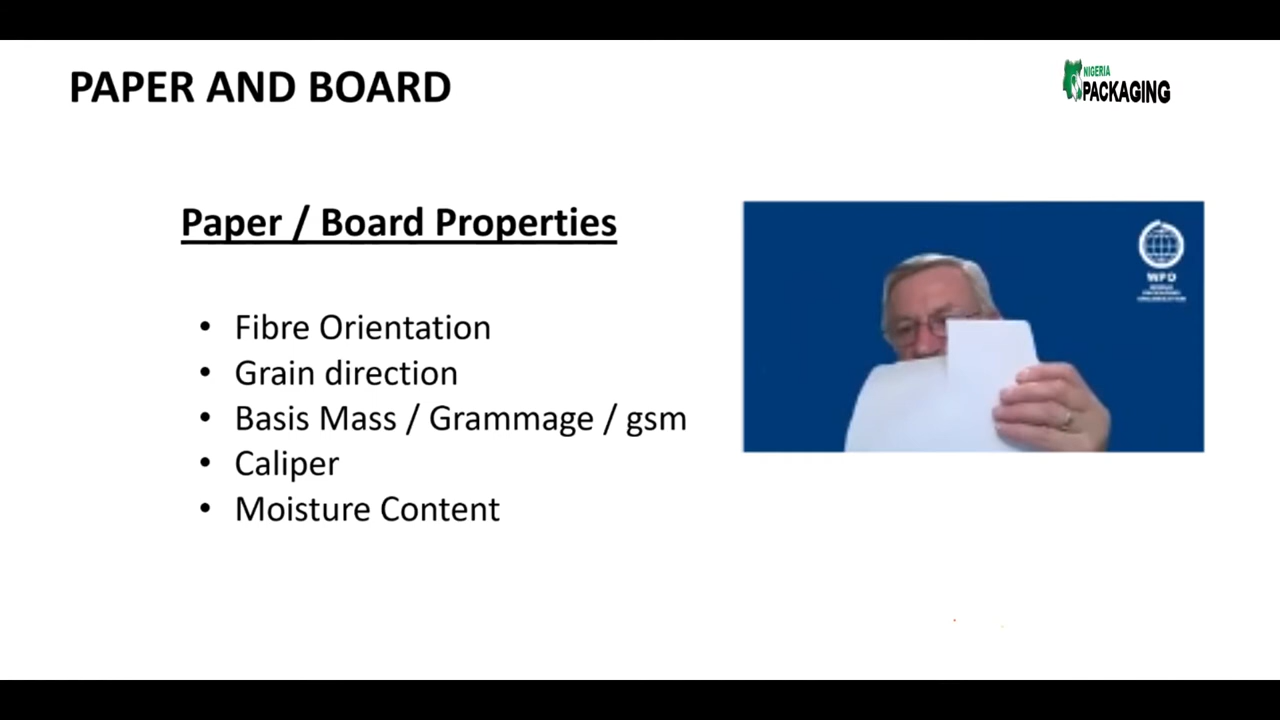 PAPER AND BOARD
NIGERIA
PACKAGING
Paper / Board Properties
• Fibre Orientation
• Grain direction
• Basis Mass / Grammage / gsm
• Caliper
• Moisture Content
WPO